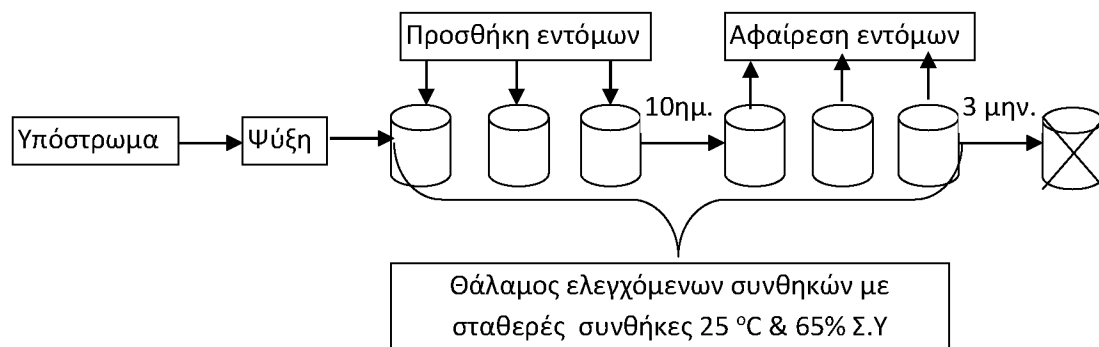 Προσθήκη εντόμων
Αφαίρεση εντόμων
Υπόστρωμα
Ψύξη
10ημ.
3 μην.
Θάλαμος ελεγχόμενων συνθηκών με
σταθερές συνθήκες 25 °C & 65% Σ.Υ